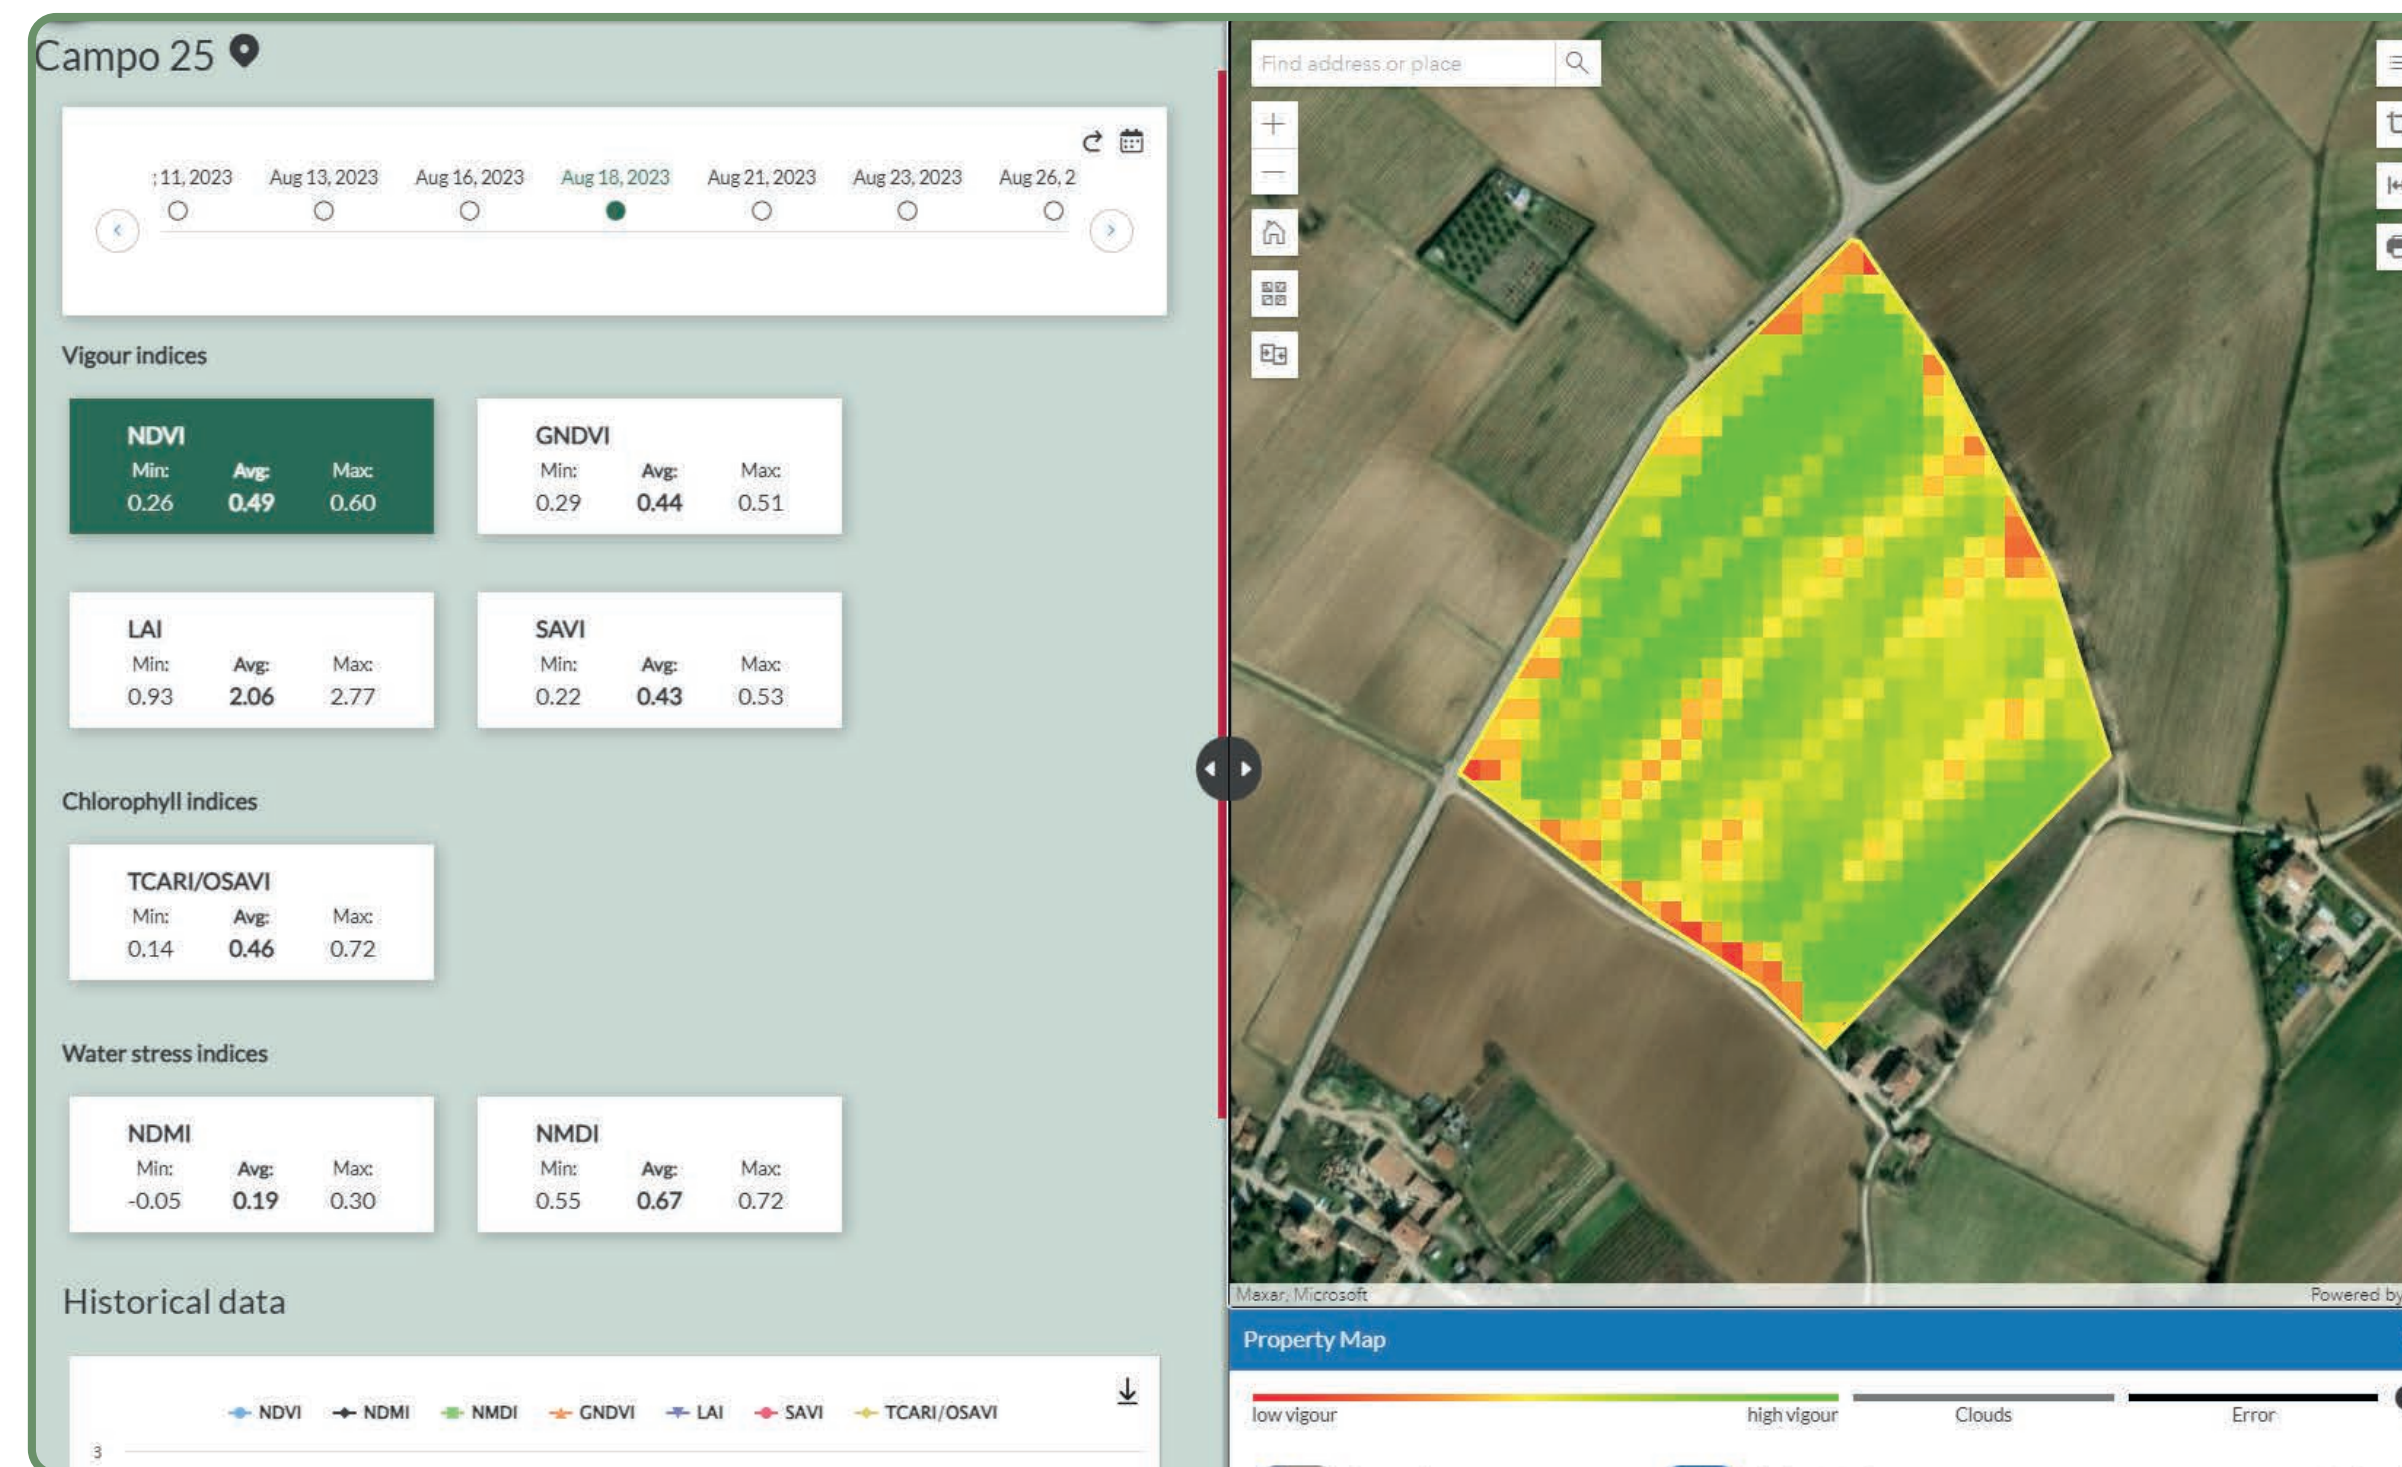 Campo 25
11, 2023 Aug 13, 2023 Aug 16, 2023 Aug 18, 2023 Aug 21, 2023 Aug 23, 2023 Aug 26, 2
Vigour indices
NDVI
Min: Avg: Max:
0.26 0.49 0.60
GNDVI
Min: Avg: Max:
0.29 0.44 0.51
LAI
Min: Avg: Max:
0.93 2.06 2.77
SAVI
Min: Avg: Max:
0.22 0.43 0.53
Chlorophyll indices
TCARI/OSAVI
Min: Avg: Max:
0.14 0.46 0.72
Water stress indices
NDMI
Min: Avg: Max:
-0.05 0.19 0.30
NMDI
Min: Avg: Max:
0.55 0.67 0.72
Historical data
NDVI NDMI NMDI GNDVI LAI SAVI TCARI/OSAVI
3
Find address or place
Maxar, Microsoft
Powered by
Property Map
low vigour high vigour Clouds Error